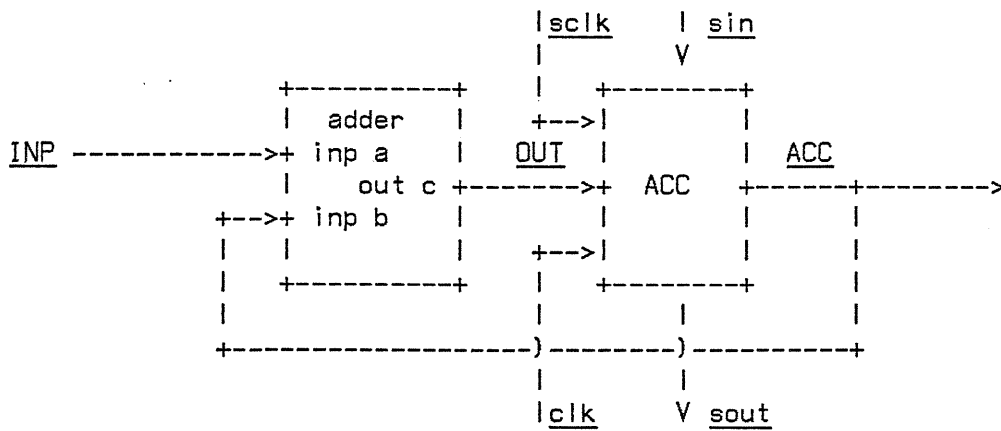 sclk sin
adder
INP inp a OUT ACC
out c ACC
inp b
clk sout